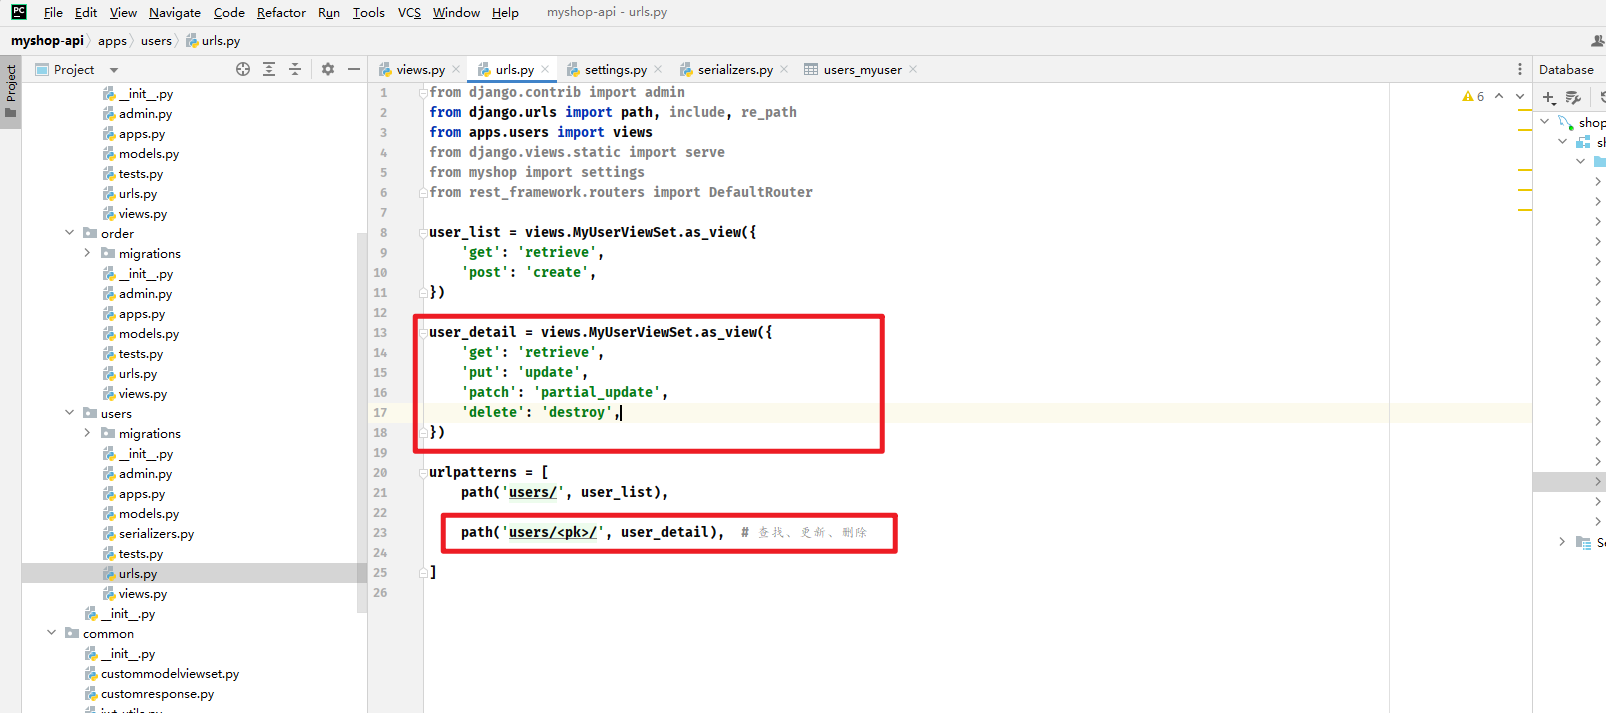 PC File Edit View Navigate Code Refactor Run Tools VCS Window Help myshop-api - urls.py
myshop-api apps users urls.py
Project
Project
__init__.py
admin.py
apps.py
models.py
tests.py
urls.py
views.py
order
migrations
__init__.py
admin.py
apps.py
models.py
tests.py
urls.py
views.py
users
migrations
__init__.py
admin.py
apps.py
models.py
serializers.py
tests.py
urls.py
views.py
__init__.py
common
__init__.py
custommodelviewset.py
customresponse.py
views.py urls.py settings.py serializers.py users_myuser
6
1 from django.contrib import admin
2 from django.urls import path, include, re_path
3 from apps.users import views
4 from django.views.static import serve
5 from myshop import settings
6 from rest_framework.routers import DefaultRouter
7
8 user_list = views.MyUserViewSet.as_view({
9 'get': 'retrieve',
10 'post': 'create',
11 })
12
13 user_detail = views.MyUserViewSet.as_view({
14 'get': 'retrieve',
15 'put': 'update',
16 'patch': 'partial_update',
17 'delete': 'destroy',
18 })
19
20 urlpatterns = [
21 path('users/', user_list),
22
23 path('users/<pk>/', user_detail), # 查找、更新、删除
24
25 ]
26
Database
shop